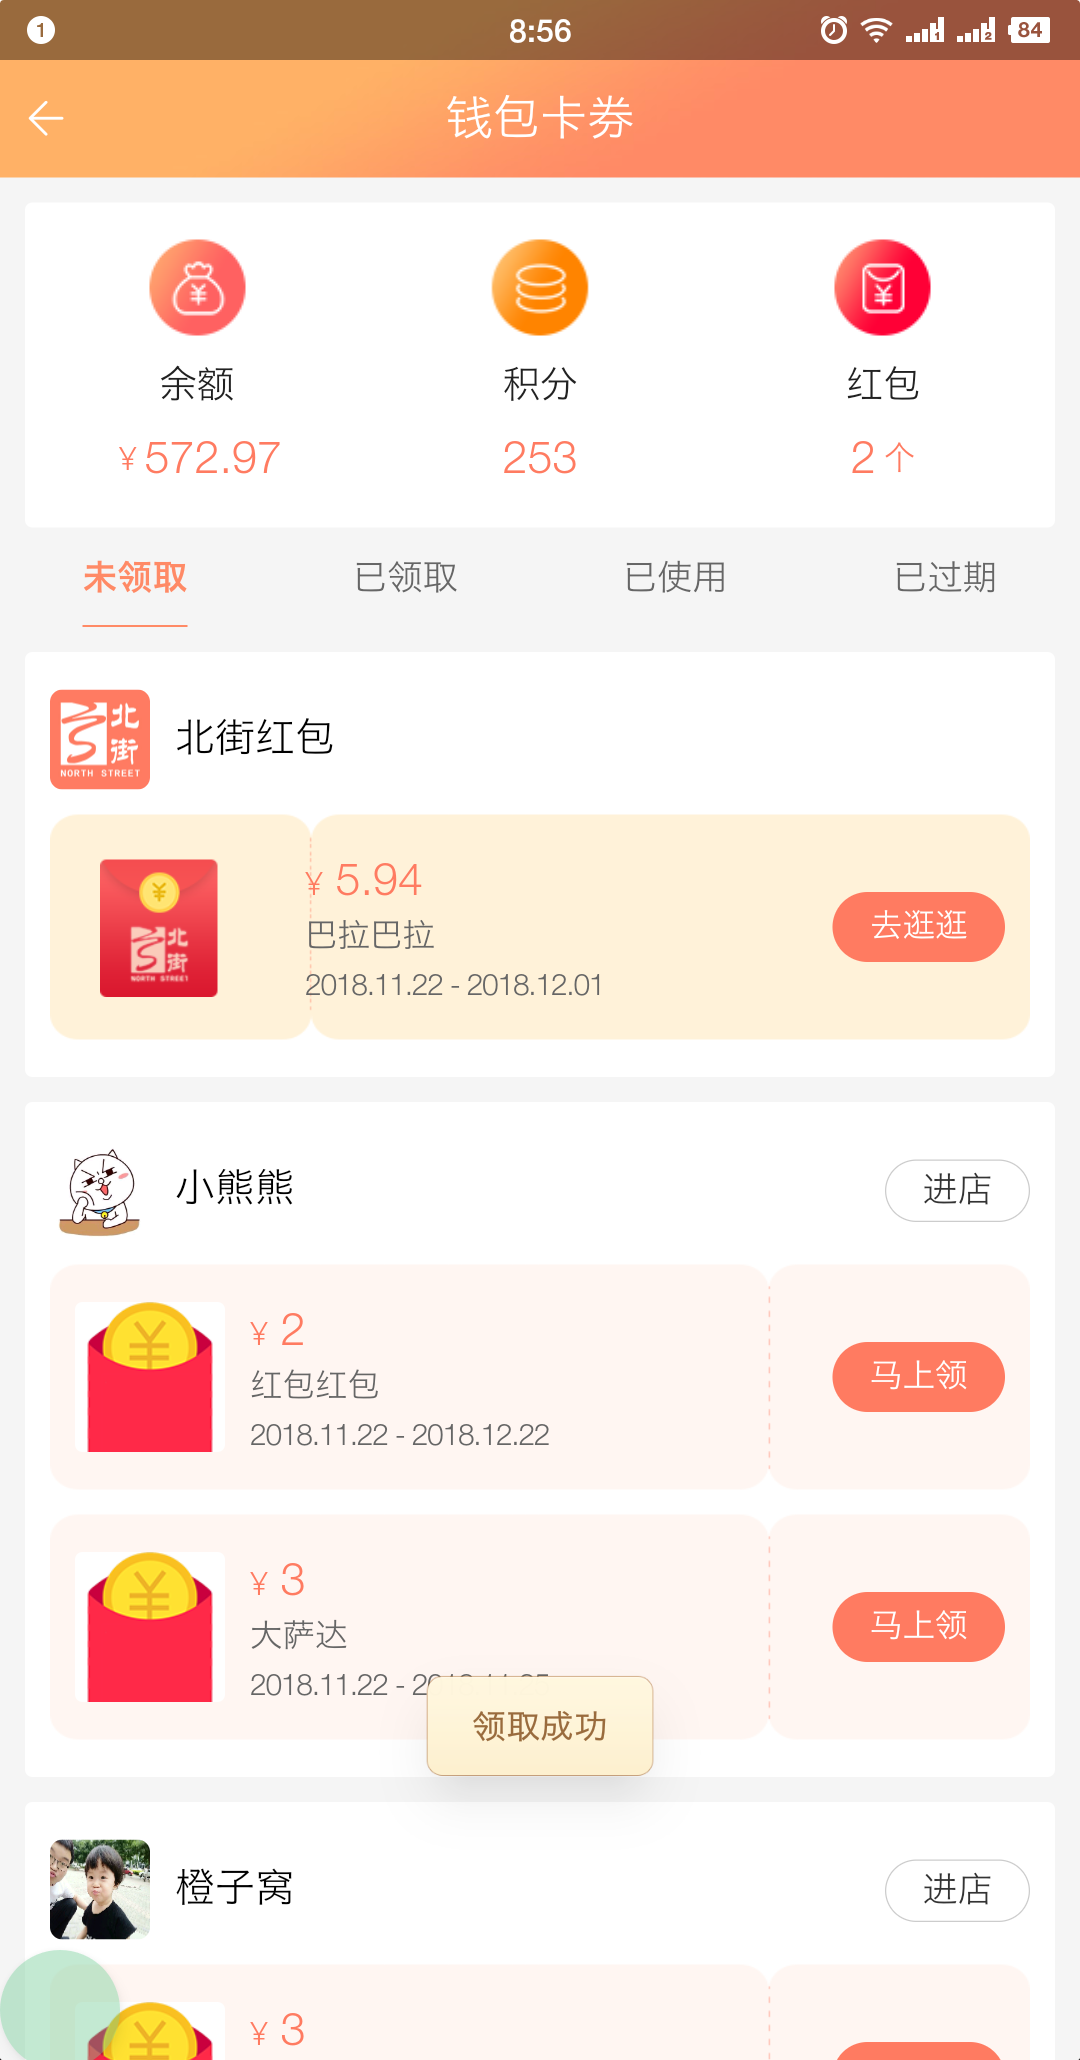 1
8:56
1
2
84
钱包卡券
余额
积分
红包
¥572.97
253
2个
未领取
已领取
已使用
已过期
北街
NORTH STREET
北街红包
¥
北街
NORTH STREET
¥ 5.94
巴拉巴拉
2018.11.22 - 2018.12.01
去逛逛
小熊熊
进店
¥ 2
红包红包
2018.11.22 - 2018.12.22
马上领
¥ 3
大萨达
2018.11.22 - 2
马上领
领取成功
橙子窝
进店
¥ 3